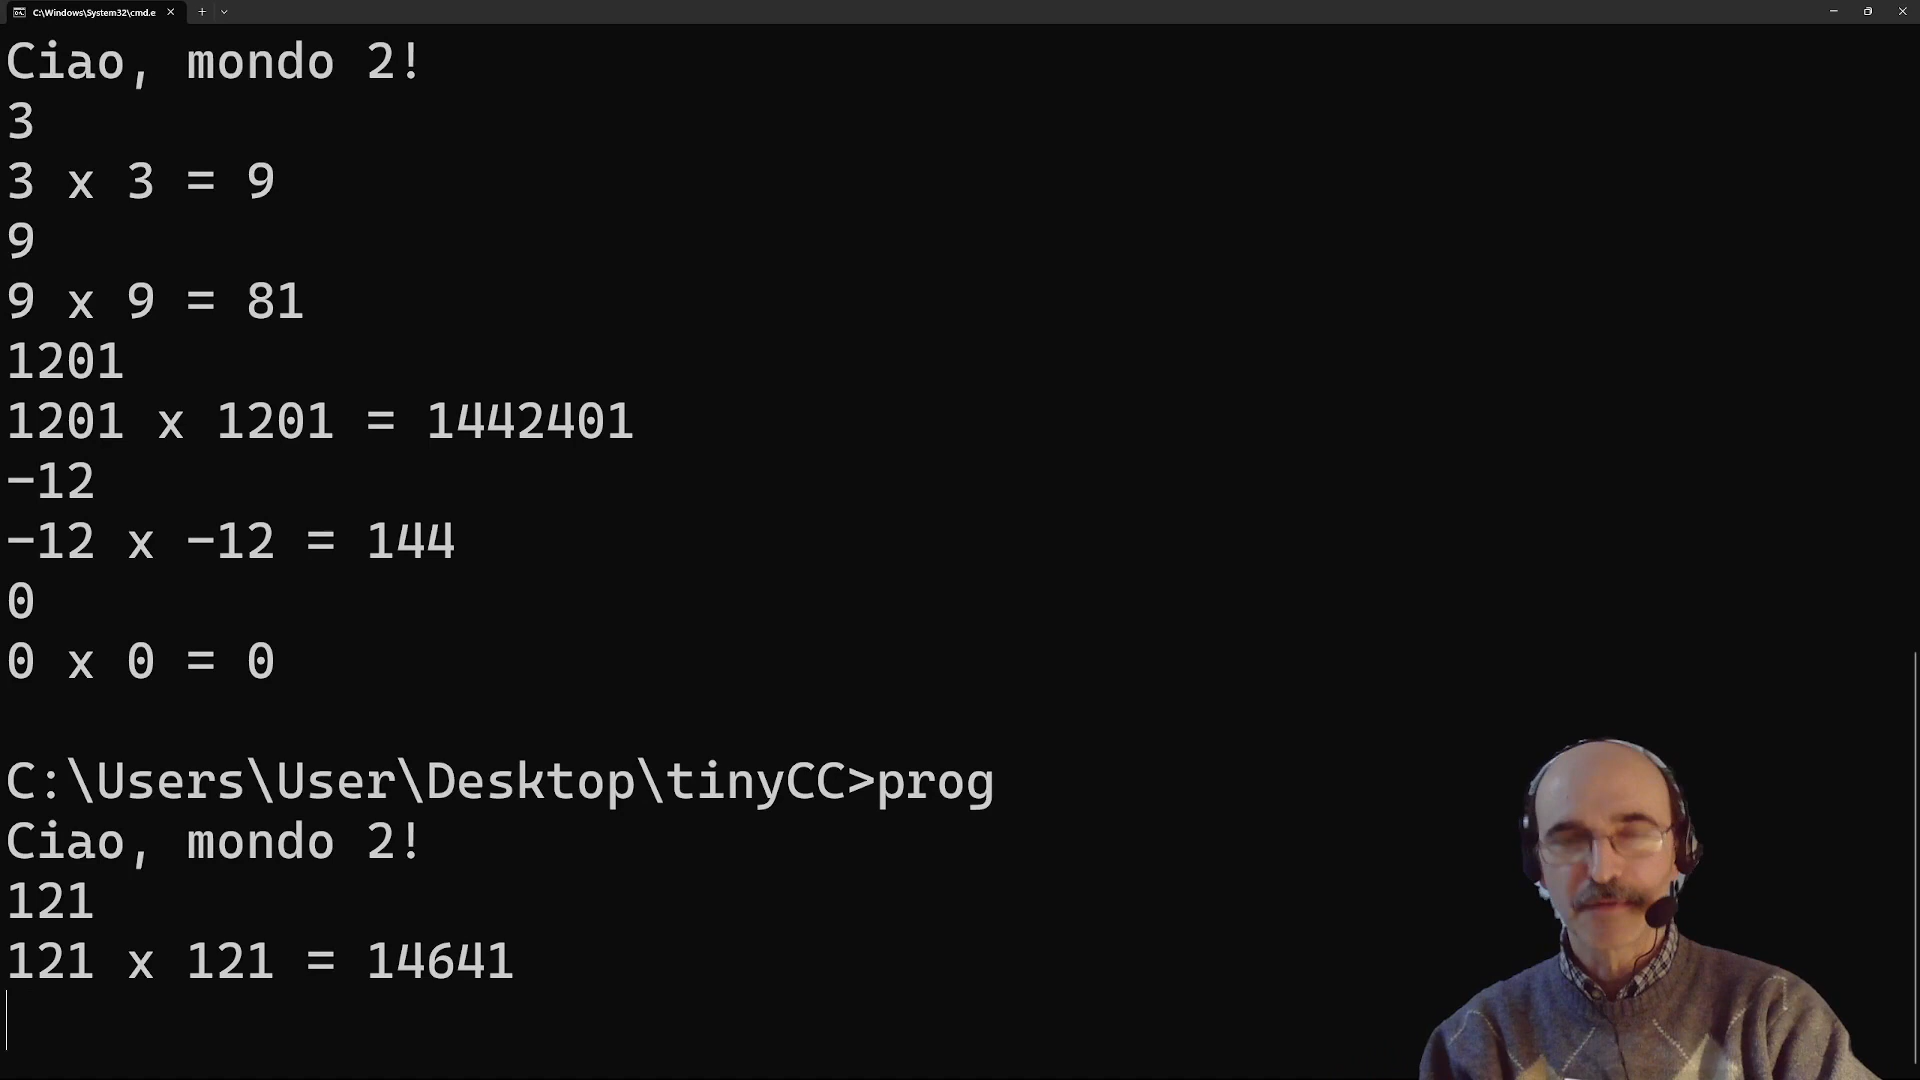 C:\Windows\System32\cmd.e
Ciao, mondo 2!
3
3 x 3 = 9
9
9 x 9 = 81
1201
1201 x 1201 = 1442401
-12
-12 x -12 = 144
0
0 x 0 = 0
C:\Users\User\Desktop\tinyCC>prog
Ciao, mondo 2!
121
121 x 121 = 14641